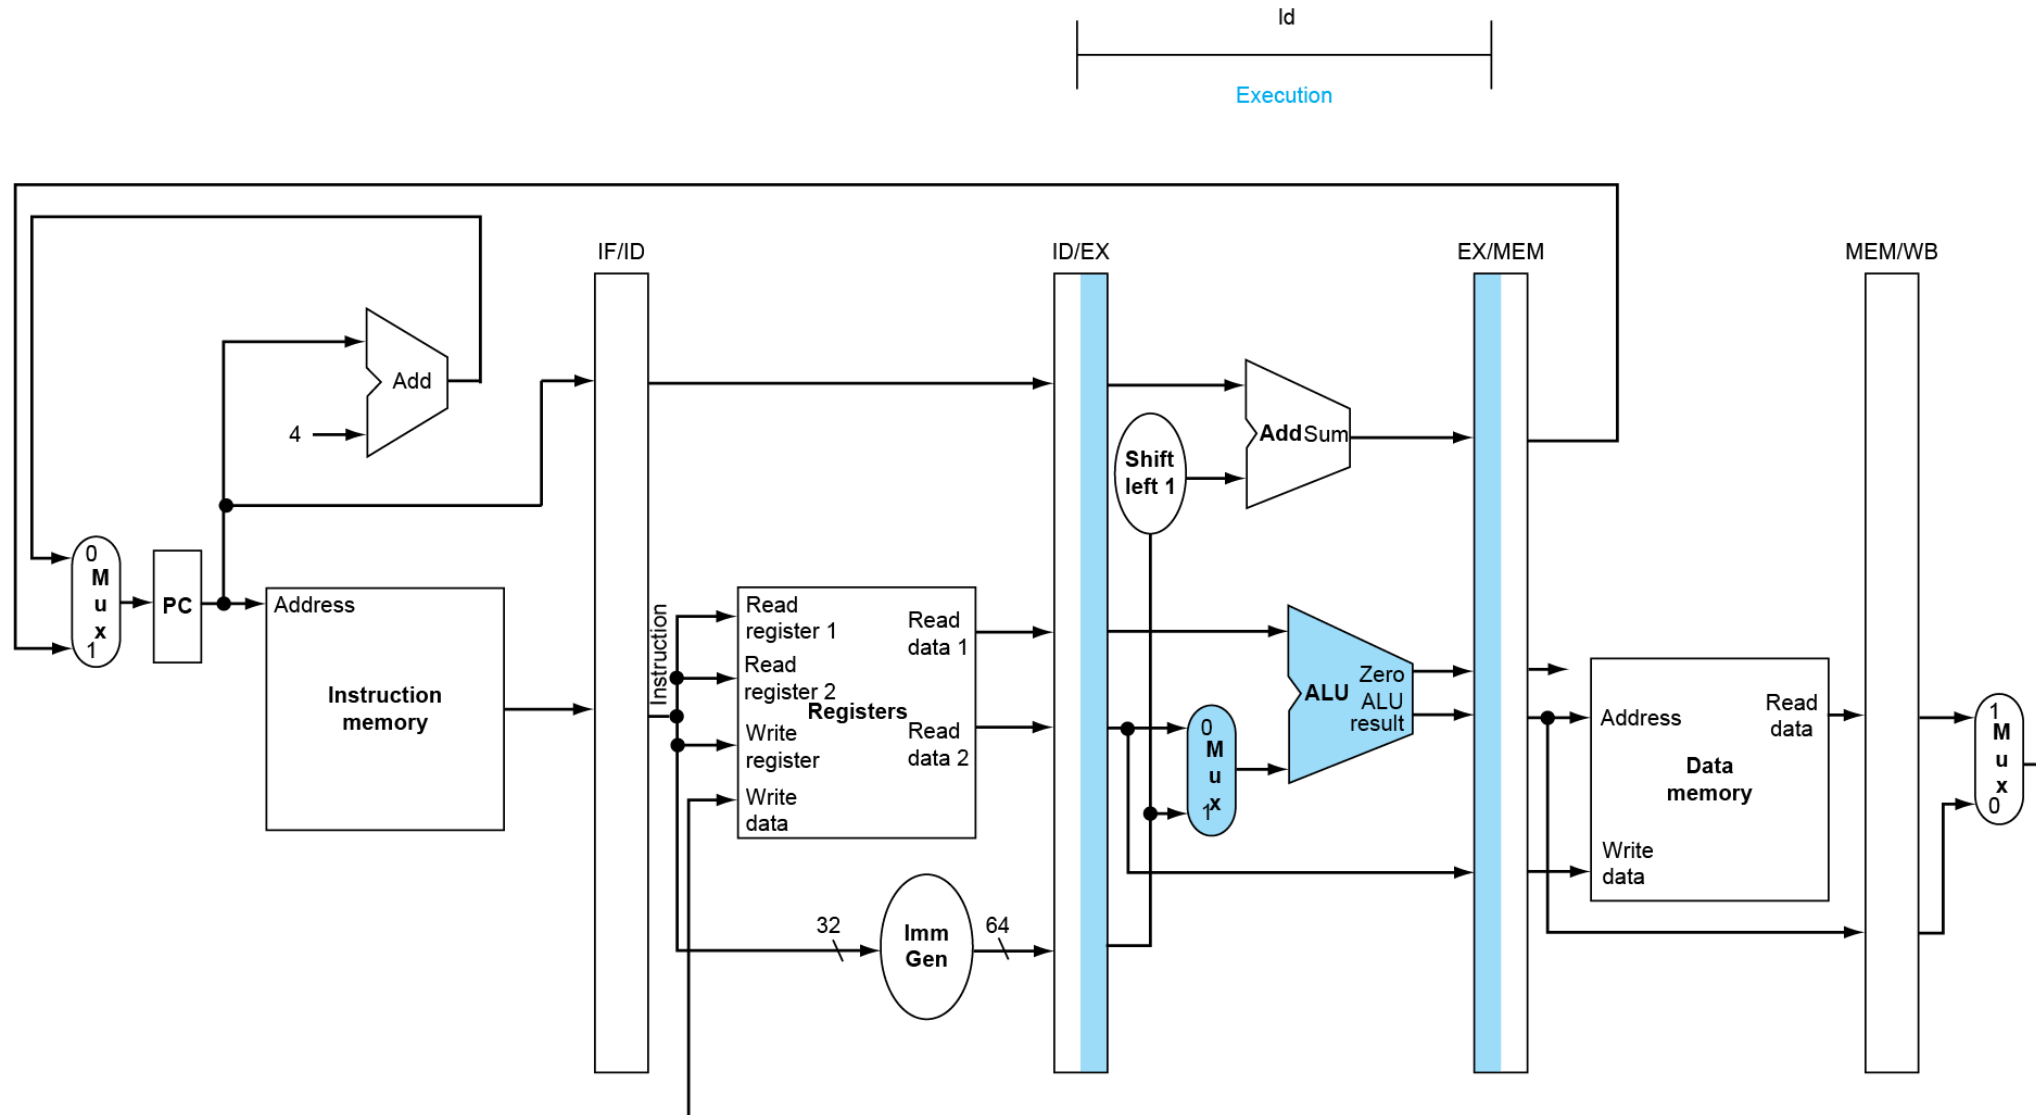 ld
Execution
IF/ID
ID/EX
EX/MEM
MEM/WB
Add
4
Add Sum
Shift
left 1
0
M
u
x
1
PC
Address
Instruction
memory
Instruction
Read
register 1
Read
register 2
Write
register
Write
data
Registers
Read
data 1
Read
data 2
32
Imm
Gen
64
0
M
u
x
1
ALU
Zero
ALU
result
Address
Read
data
Data
memory
Write
data
1
M
u
x
0